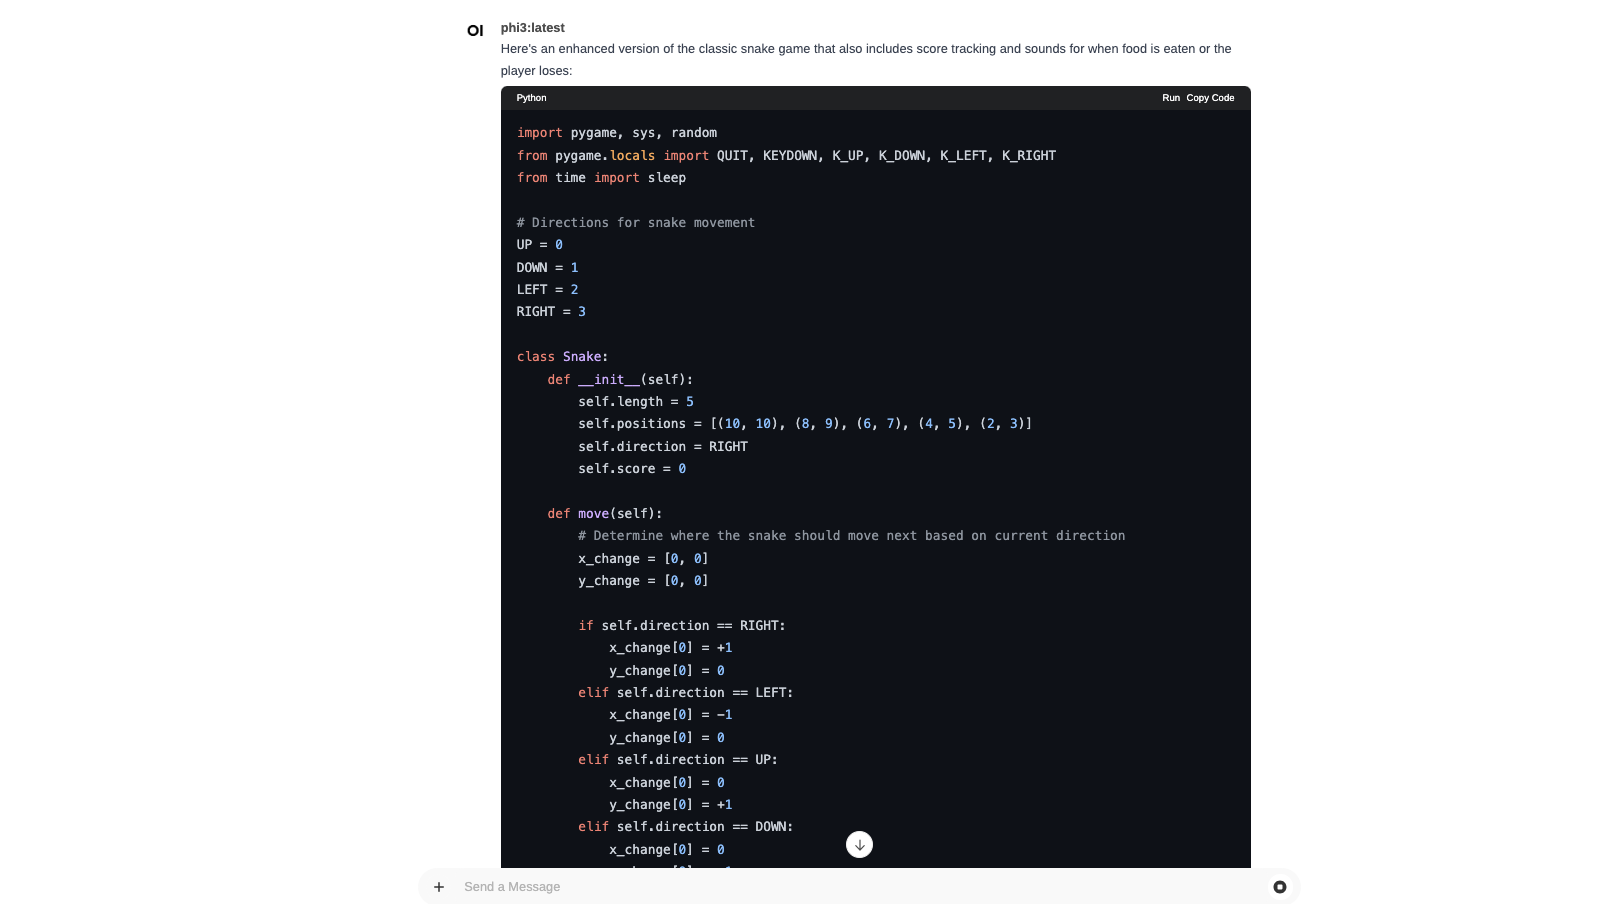 OI
phi3:latest
Here's an enhanced version of the classic snake game that also includes score tracking and sounds for when food is eaten or the
player loses:
Python Run Copy Code
import pygame, sys, random
from pygame.locals import QUIT, KEYDOWN, K_UP, K_DOWN, K_LEFT, K_RIGHT
from time import sleep
# Directions for snake movement
UP = 0
DOWN = 1
LEFT = 2
RIGHT = 3
class Snake:
    def __init__(self):
        self.length = 5
        self.positions = [(10, 10), (8, 9), (6, 7), (4, 5), (2, 3)]
        self.direction = RIGHT
        self.score = 0
    def move(self):
        # Determine where the snake should move next based on current direction
        x_change = [0, 0]
        y_change = [0, 0]
        if self.direction == RIGHT:
            x_change[0] = +1
            y_change[0] = 0
        elif self.direction == LEFT:
            x_change[0] = -1
            y_change[0] = 0
        elif self.direction == UP:
            x_change[0] = 0
            y_change[0] = +1
        elif self.direction == DOWN:
            x_change[0] = 0
Send a Message